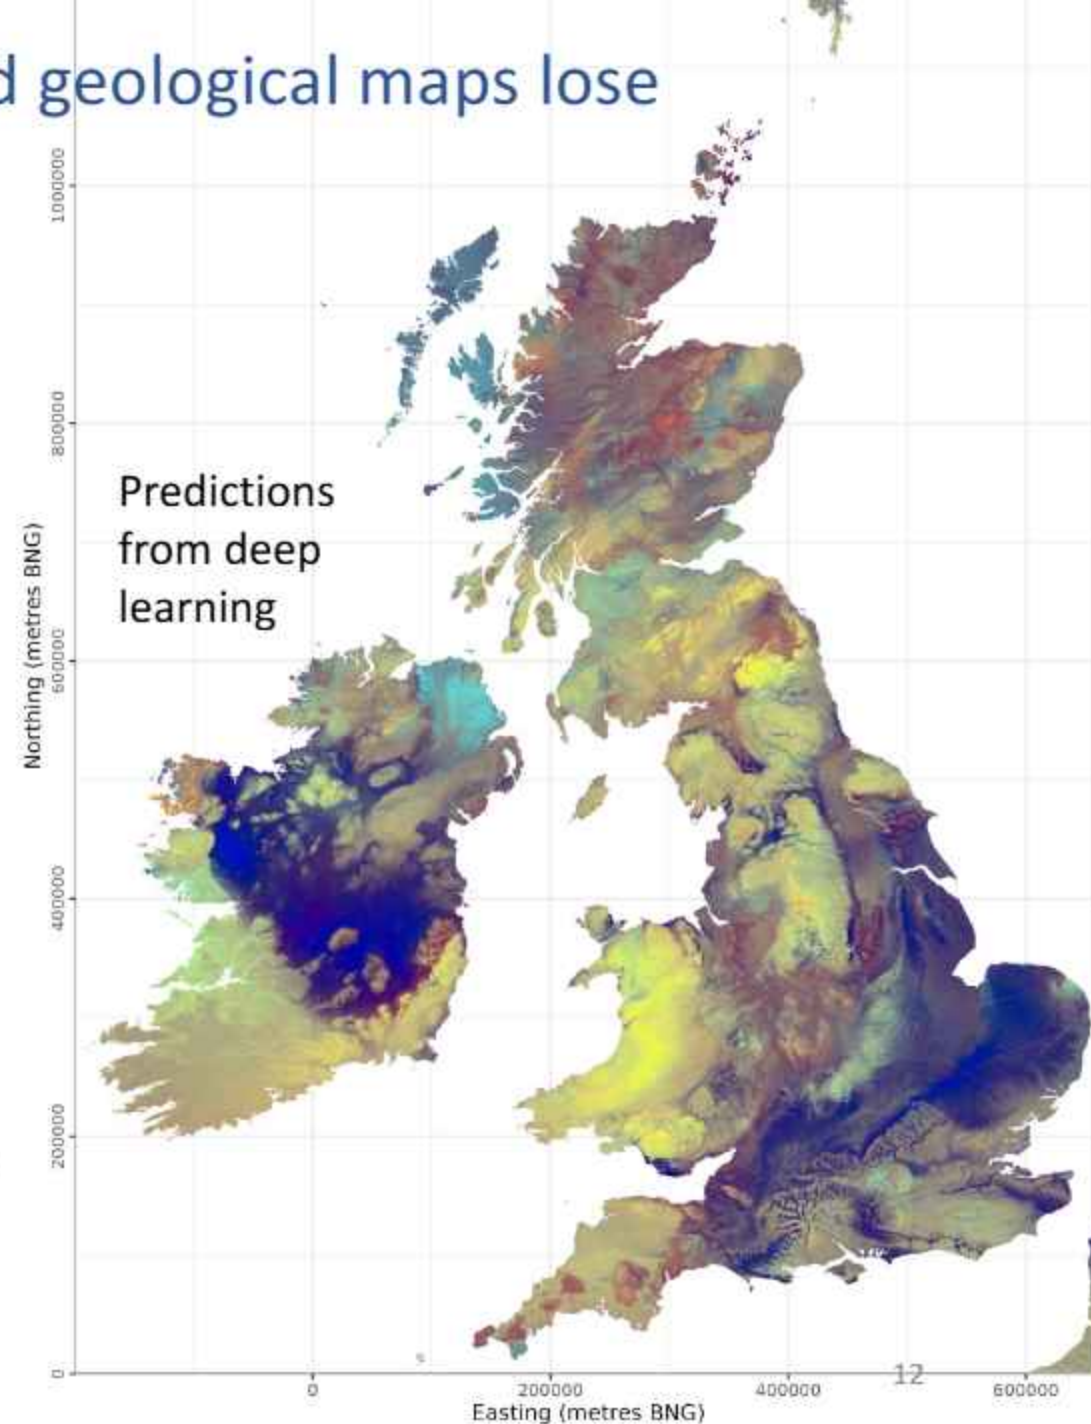 d geological maps lose
Predictions
from deep
learning
Northing (metres BNG)
1000000
800000
600000
400000
200000
0
0
200000
400000
600000
12
Easting (metres BNG)